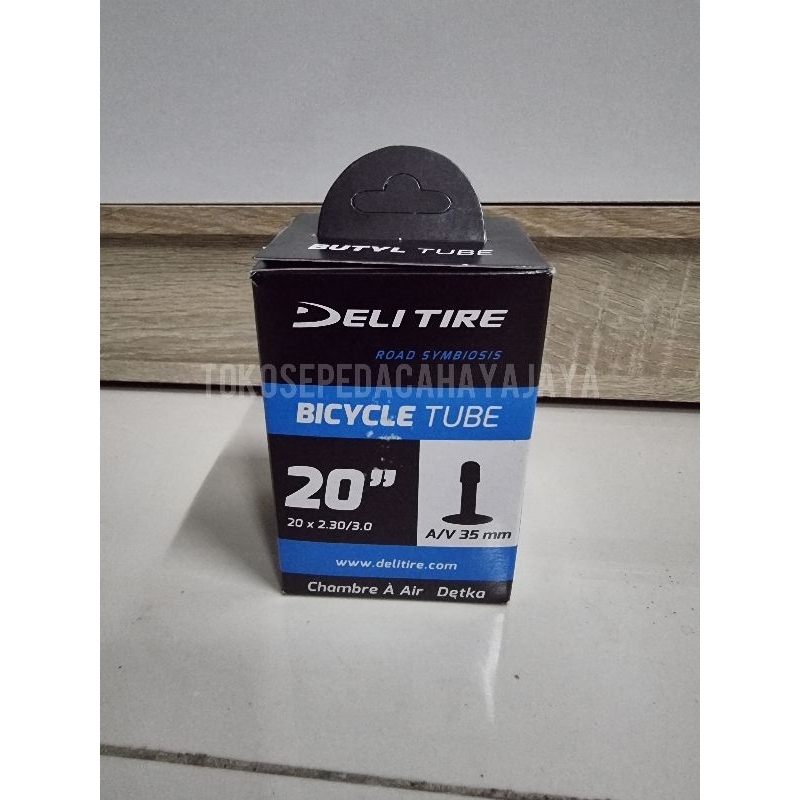 BUTYL TUBE
DELI TIRE
ROAD SYMBIOSIS
TOKOSEPEDACAHAYAJAYA
BICYCLE TUBE
20”
20 x 2.30/3.0
A/V 35 mm
www.delitire.com
Chambre À Air Dętka